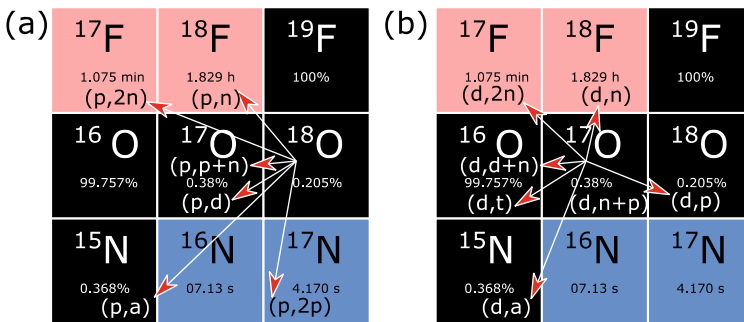 (a)
17F 18F 19F
1.075 min 1.829 h 100%
(p,2n) (p,n)
16O 17O 18O
(p,p+n)
99.757% 0.38% 0.205%
(p,d)
15N 16N 17N
0.368% 07.13 s 4.170 s
(p,a) (p,2p)
(b)
17F 18F 19F
1.075 min 1.829 h 100%
(d,2n) (d,n)
16O 17O 18O
(d,d+n)
99.757% 0.38% 0.205%
(d,t) (d,n+p) (d,p)
15N 16N 17N
0.368% 07.13 s 4.170 s
(d,a)